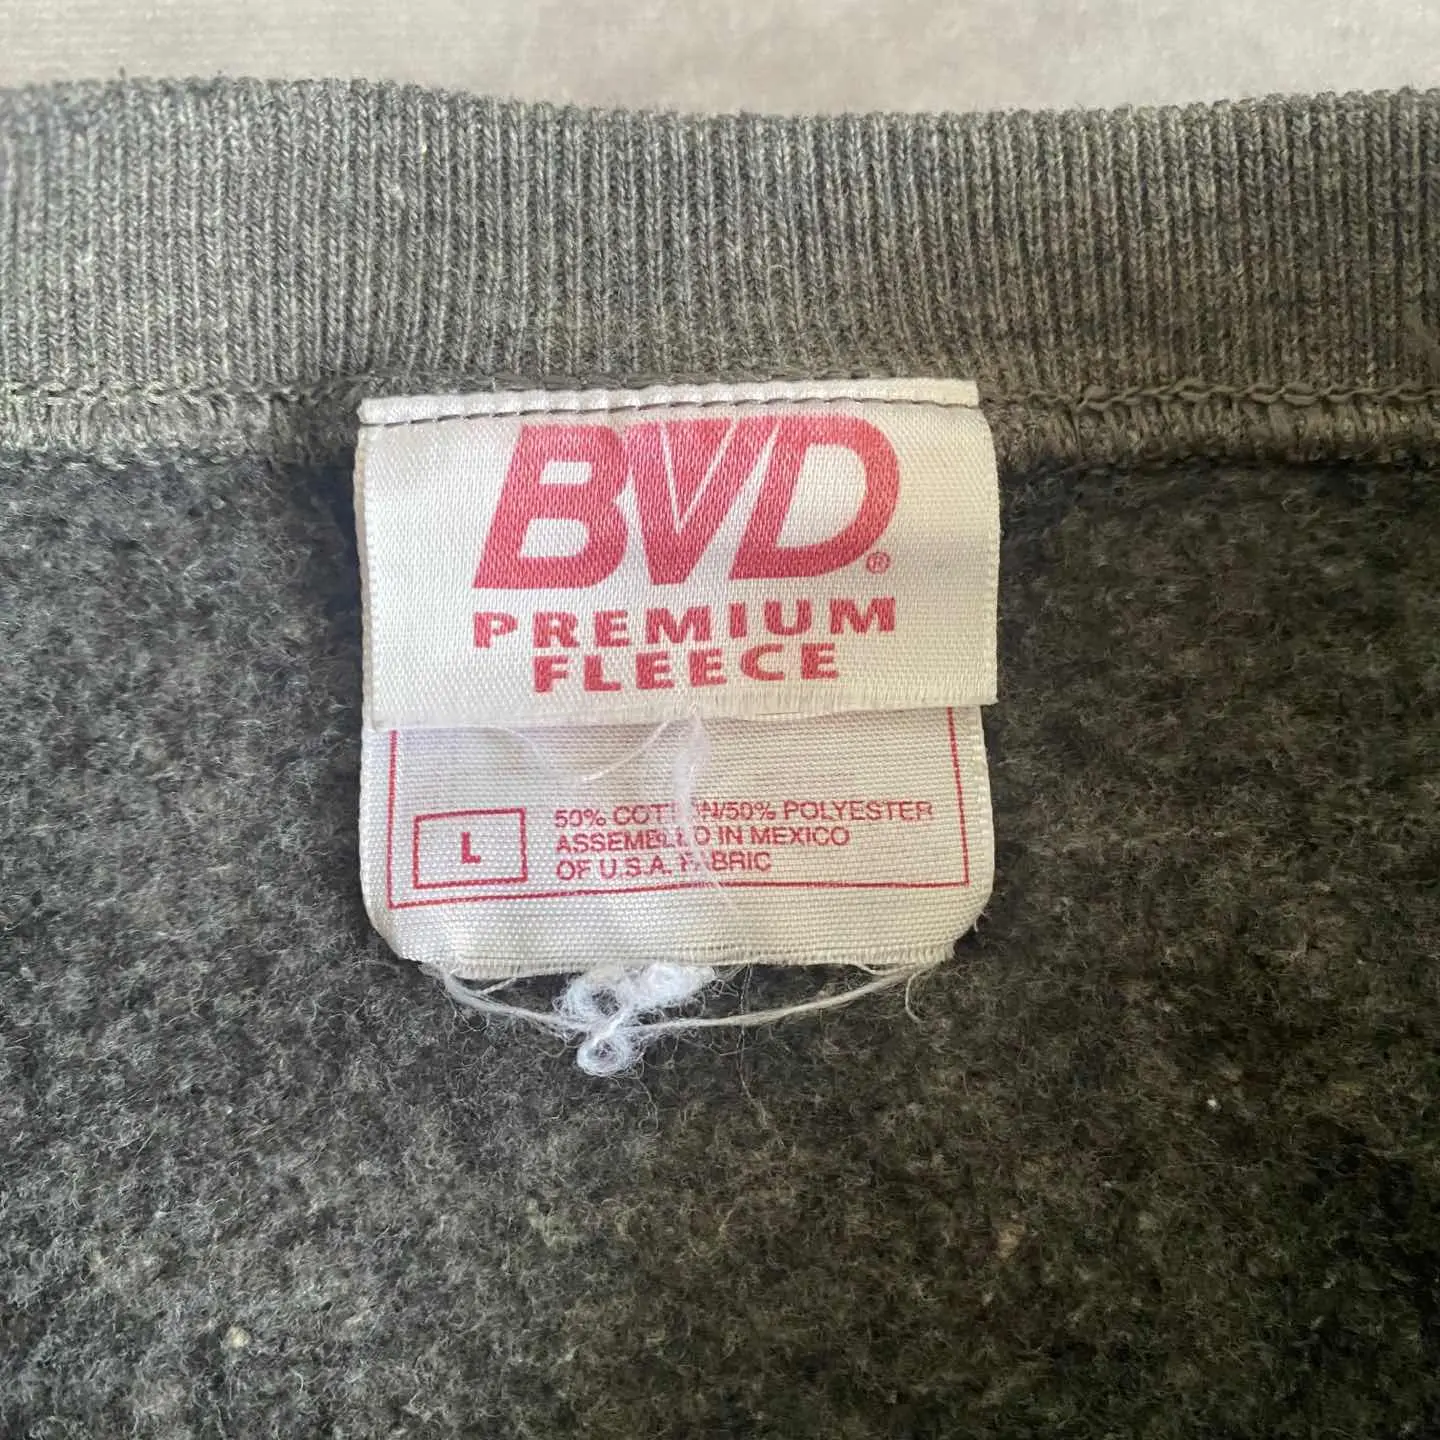 BVD®
PREMIUM
FLEECE
L
50% COTTON/50% POLYESTER
ASSEMBLED IN MEXICO
OF U.S.A. FABRIC